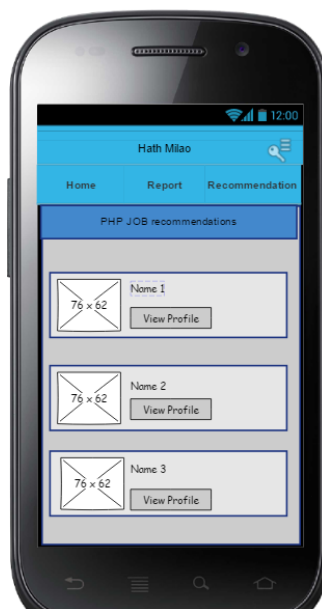 12:00
Hath Milao
Home Report Recommendation
PHP JOB recommendations
76 x 62
Name 1
View Profile
76 x 62
Name 2
View Profile
76 x 62
Name 3
View Profile